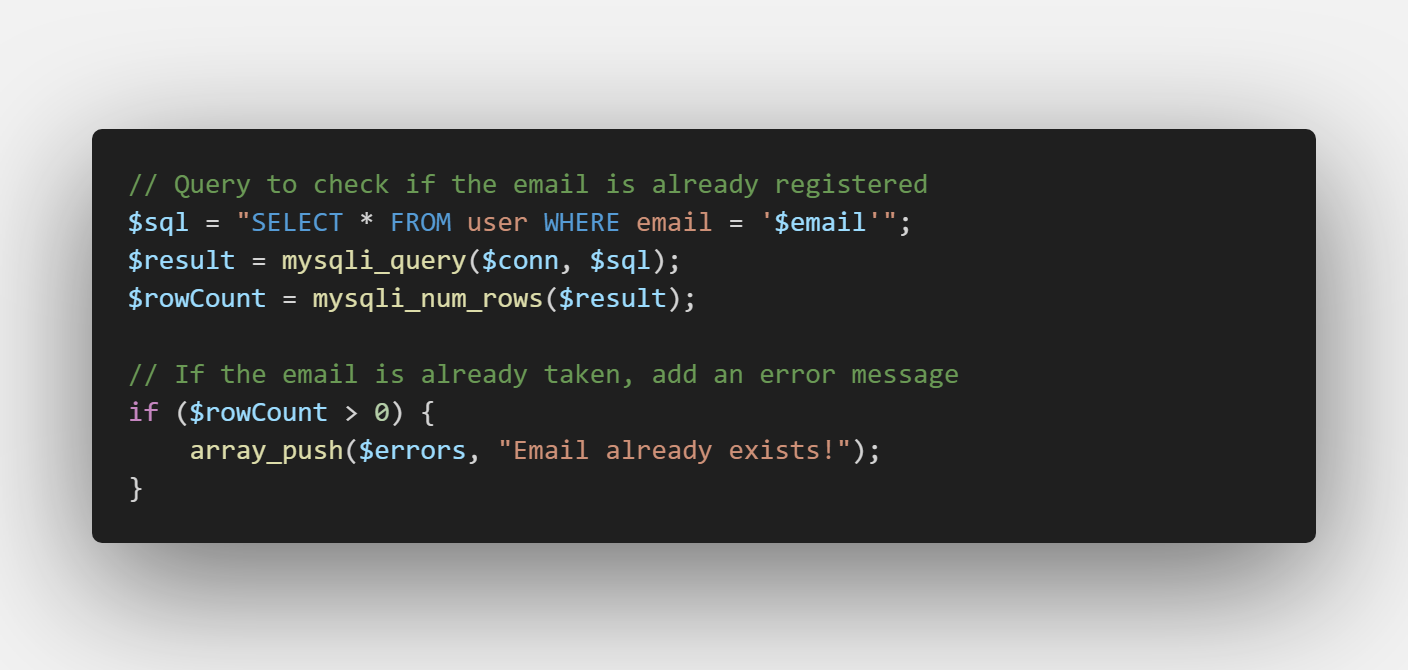 // Query to check if the email is already registered
$sql = "SELECT * FROM user WHERE email = '$email'";
$result = mysqli_query($conn, $sql);
$rowCount = mysqli_num_rows($result);
// If the email is already taken, add an error message
if ($rowCount > 0) {
    array_push($errors, "Email already exists!");
}